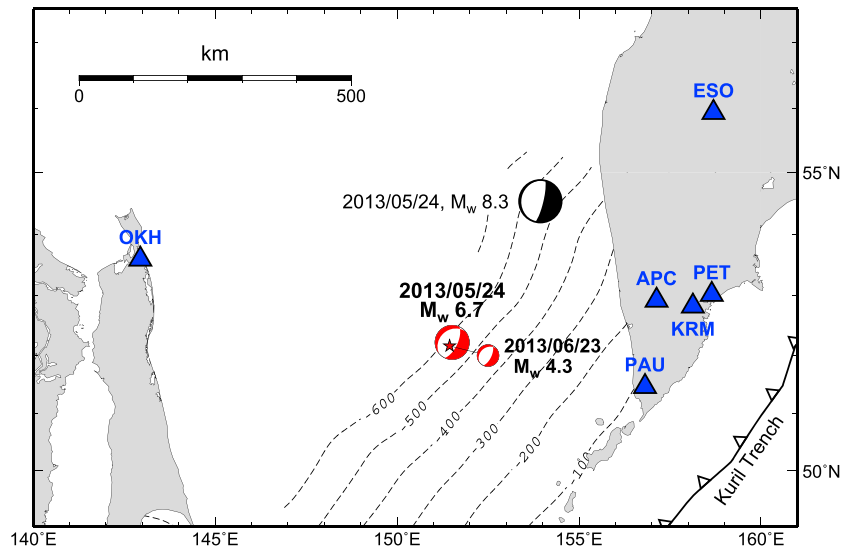 km
0
500
ESO
55°N
2013/05/24, Mw 8.3
OKH
2013/05/24
Mw 6.7
APC
PET
KRM
2013/06/23
Mw 4.3
PAU
600
500
400
300
200
100
Kuril Trench
50°N
140°E
145°E
150°E
155°E
160°E